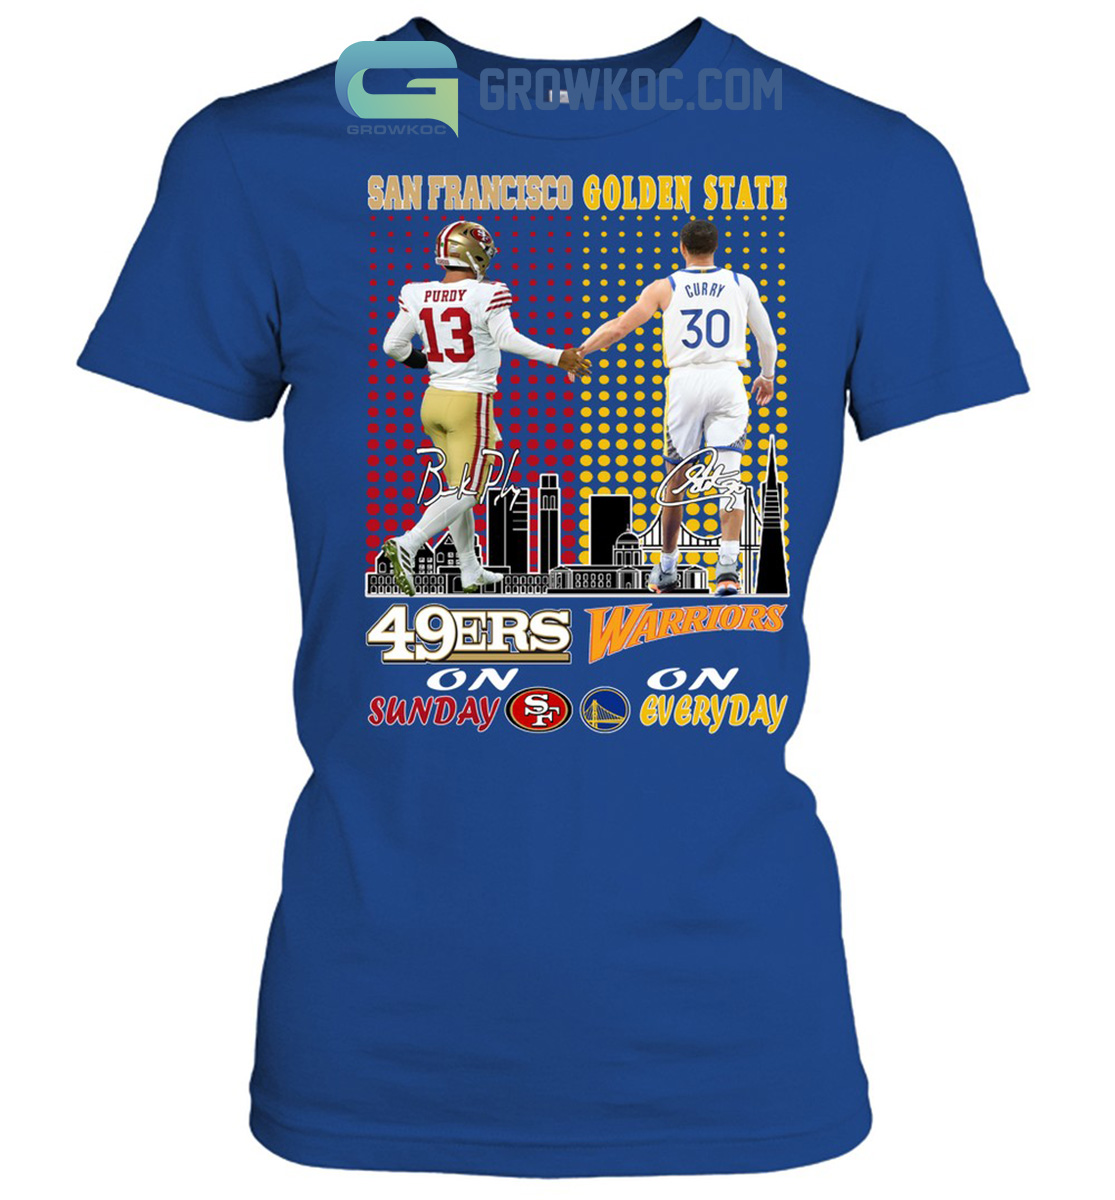 GROWKOC
GROWKOC.COM
SAN FRANCISCO GOLDEN STATE
PURDY
13
CURRY
30
49ERS WARRIORS
ON ON
SUNDAY SF EVERYDAY